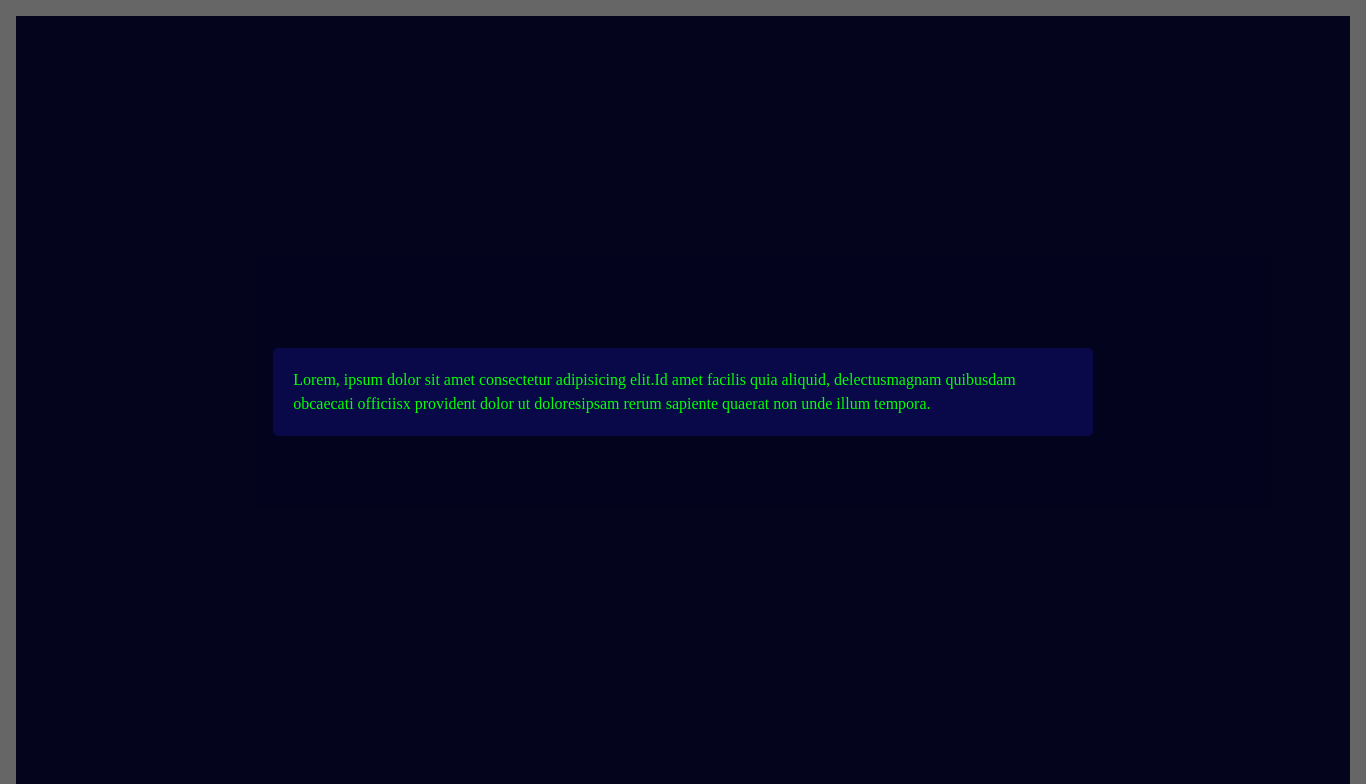 Lorem, ipsum dolor sit amet consectetur adipisicing elit.Id amet facilis quia aliquid, delectusmagnam quibusdam
obcaecati officiisx provident dolor ut doloresipsam rerum sapiente quaerat non unde illum tempora.